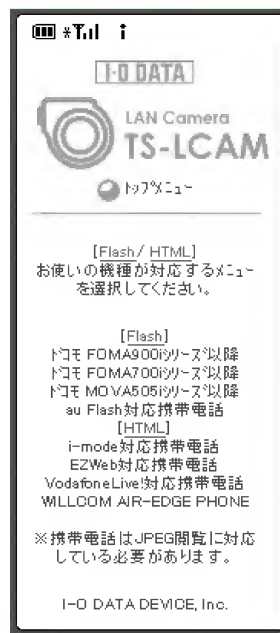 I-O DATA
LAN Camera
TS-LCAM
ﾄｯﾌﾟﾒﾆｭｰ
[Flash/ HTML]
お使いの機種が対応するﾒﾆｭｰ
を選択してください。
[Flash]
ﾄﾞｺﾓ FOMA900iｼﾘｰｽﾞ以降
ﾄﾞｺﾓ FOMA700iｼﾘｰｽﾞ以降
ﾄﾞｺﾓ MOVA505iｼﾘｰｽﾞ以降
au Flash対応携帯電話
[HTML]
i-mode対応携帯電話
EZWeb対応携帯電話
VodafoneLive!対応携帯電話
WILLCOM AIR-EDGE PHONE
※携帯電話はJPEG閲覧に対応
している必要があります。
I-O DATA DEVICE, Inc.